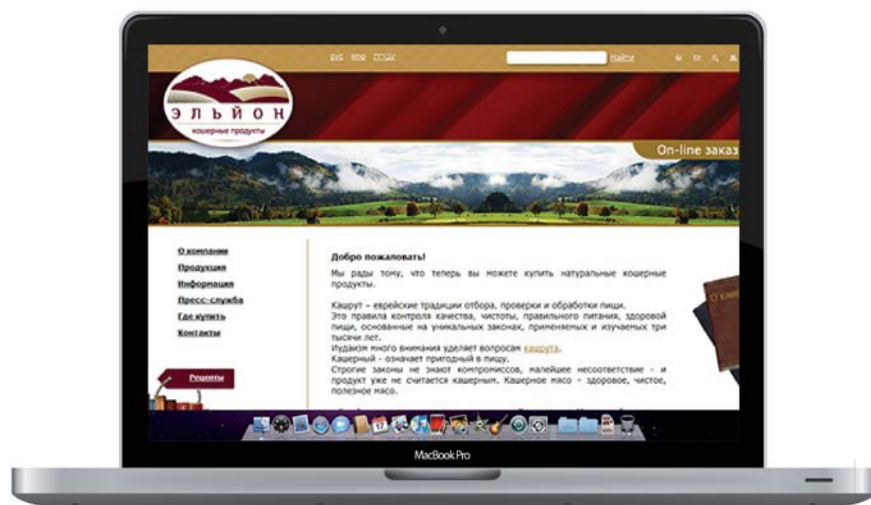 рус eng עברית
Найти
ЭЛЬЙОН
кошерные продукты
On-line заказ
О компании
Продукция
Информация
Пресс-служба
Где купить
Контакты
Рецепты
Добро пожаловать!
Мы рады тому, что теперь вы можете купить натуральные кошерные
продукты.
Кашрут – еврейские традиции отбора, проверки и обработки пищи.
Это правила контроля качества, чистоты, правильного питания, здоровой
пищи, основанные на уникальных законах, применяемых и изучаемых три
тысячи лет.
Иудаизм много внимания уделяет вопросам кашрута.
Кашерный - означает пригодный в пищу.
Строгие законы не знают компромиссов, малейшее несоответствие - и
продукт уже не считается кашерным. Кашерное мясо – здоровое, чистое,
полезное мясо.
17
MacBook Pro